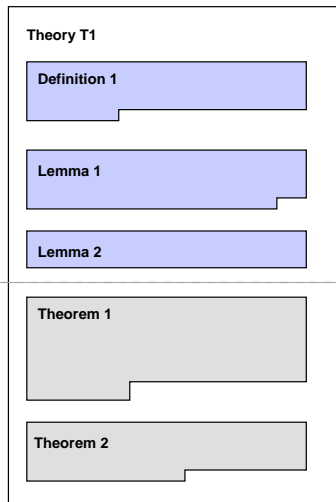 Theory T1
Definition 1
Lemma 1
Lemma 2
Theorem 1
Theorem 2